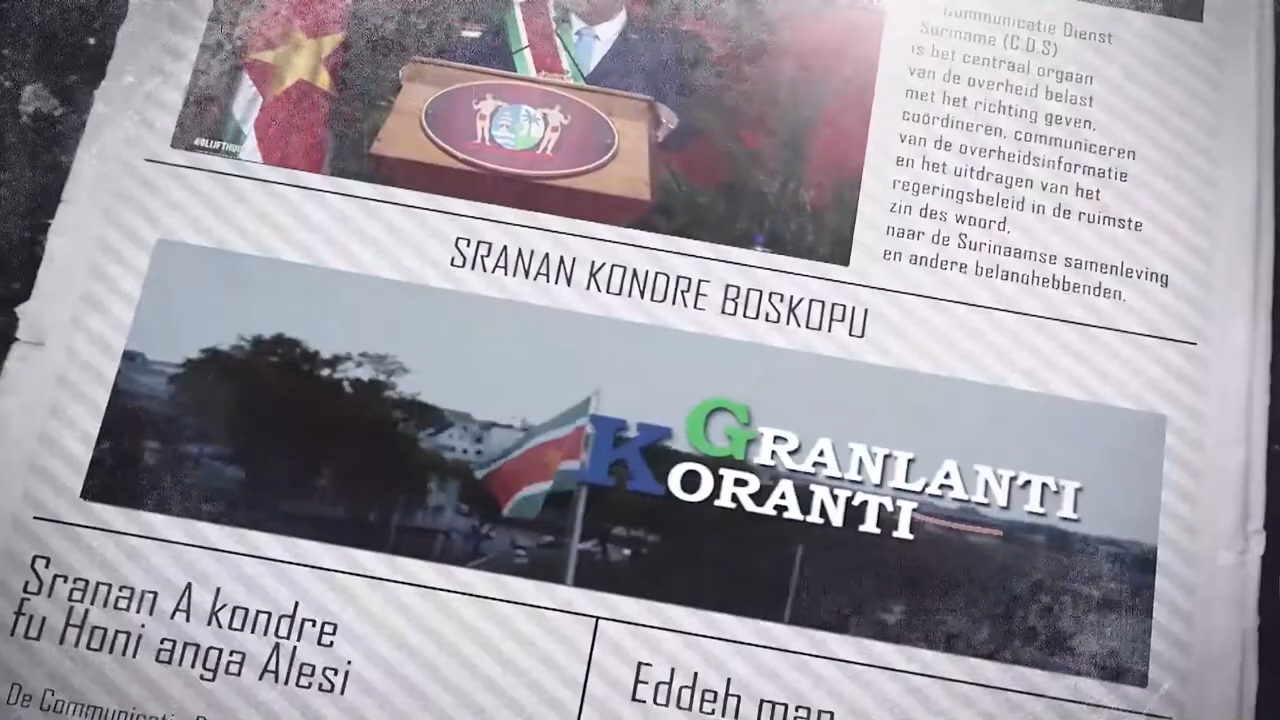 Communicatie Dienst
Suriname (C.D.S)
is het centraal orgaan
van de overheid belast
met het richting geven,
cuördineren, communiceren
van de overheidsinformatie
en het uitdragen van het
regeringsbeleid in de ruimste
zin des woord,
naar de Surinaamse samenleving
en andere belanghebbenden.
SRANAN KONDRE BOSKOPU
GRANLANTI
KORANTI
Sranan A kondre
fu Honi anga Alesi
Eddeh man
De